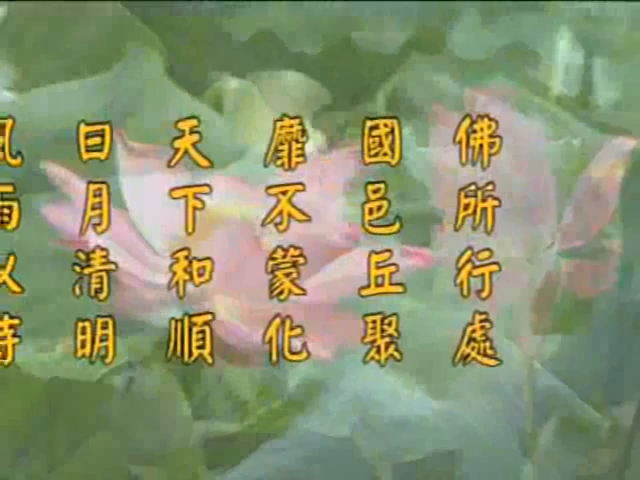 佛所行處
國邑丘聚
靡不蒙化
天下和順
日月清明
風雨以時